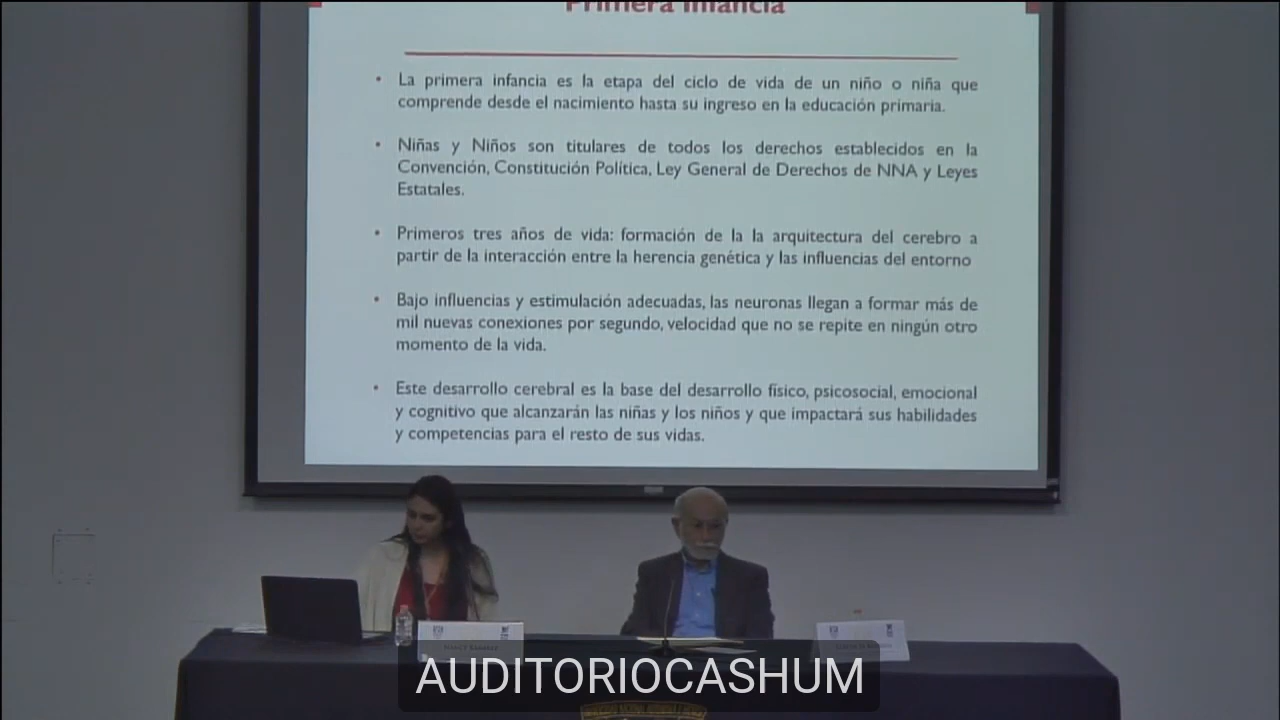 Primera Infancia
• La primera infancia es la etapa del ciclo de vida de un niño o niña que
comprende desde el nacimiento hasta su ingreso en la educación primaria.
• Niñas y Niños son titulares de todos los derechos establecidos en la
Convención, Constitución Política, Ley General de Derechos de NNA y Leyes
Estatales.
• Primeros tres años de vida: formación de la la arquitectura del cerebro a
partir de la interacción entre la herencia genética y las influencias del entorno
• Bajo influencias y estimulación adecuadas, las neuronas llegan a formar más de
mil nuevas conexiones por segundo, velocidad que no se repite en ningún otro
momento de la vida.
• Este desarrollo cerebral es la base del desarrollo físico, psicosocial, emocional
y cognitivo que alcanzarán las niñas y los niños y que impactará sus habilidades
y competencias para el resto de sus vidas.
AUDITORIOCASHUM